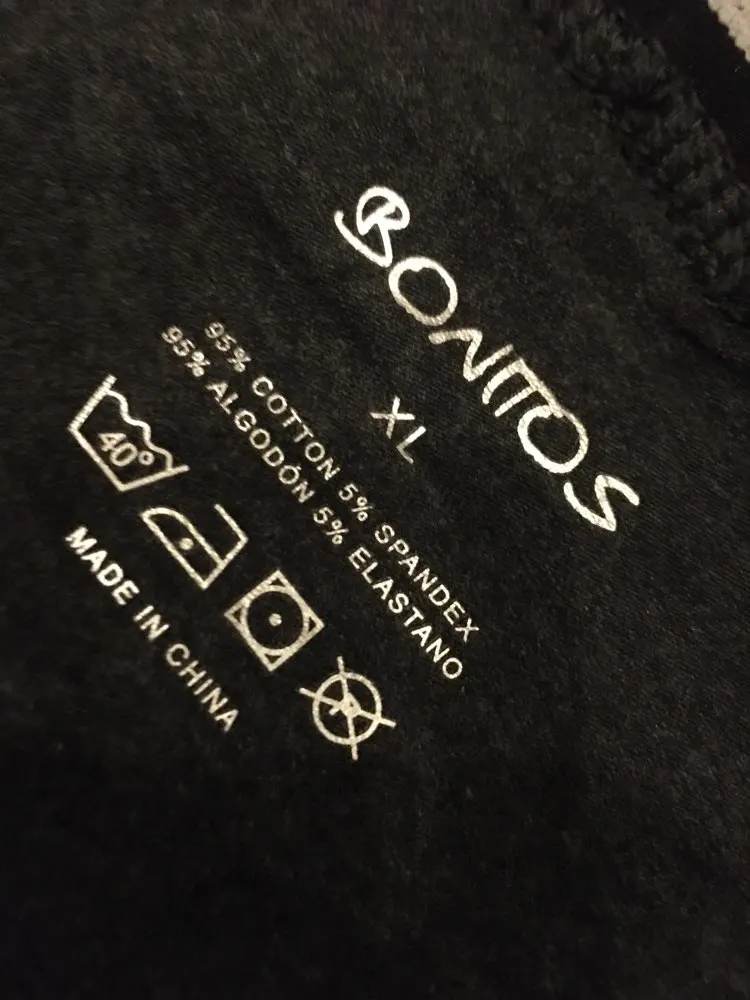 BONITOS
XL
95% COTTON 5% SPANDEX
95% ALGODÓN 5% ELASTANO
40°
MADE IN CHINA